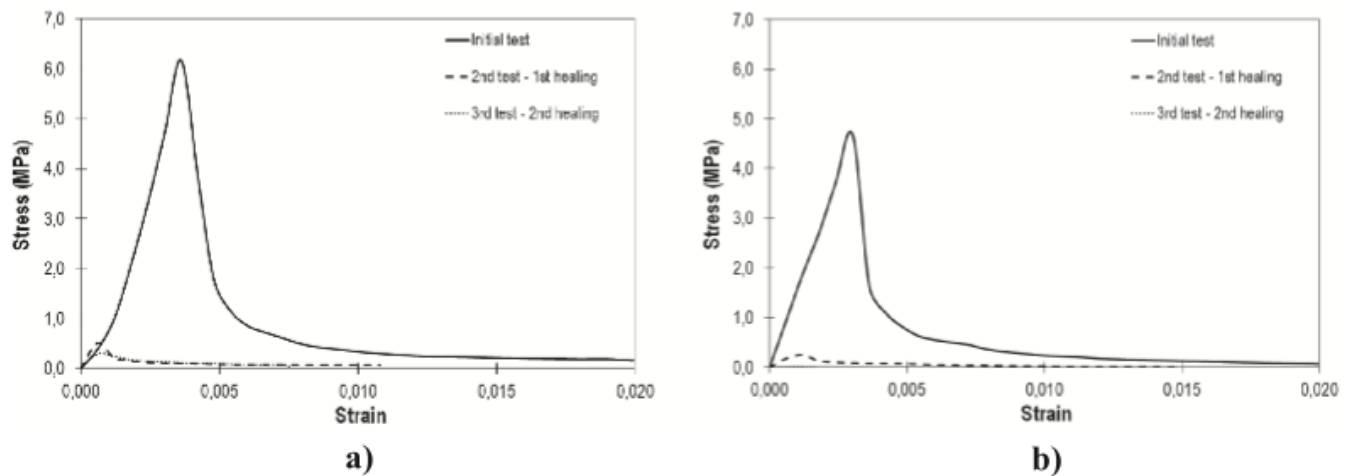 7,0
6,0
5,0
4,0
3,0
2,0
1,0
0,0
Stress (MPa)
0,000 0,005 0,010 0,015 0,020
Strain
Initial test
2nd test - 1st healing
3rd test - 2nd healing
a)
7,0
6,0
5,0
4,0
3,0
2,0
1,0
0,0
Stress (MPa)
0,000 0,005 0,010 0,015 0,020
Strain
Initial test
2nd test - 1st healing
3rd test - 2nd healing
b)